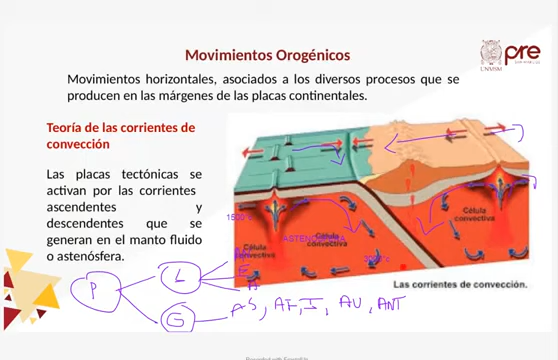 Movimientos Orogénicos
UNMSM
pre
Movimientos horizontales, asociados a los diversos procesos que se
producen en las márgenes de las placas continentales.
Teoría de las corrientes de
convección
Las placas tectónicas se
activan por las corrientes
ascendentes y
descendentes que se
generan en el manto fluido
o astenósfera.
1500°c
ASTEN
Célula
convectiva
Célula
convectiva
Célula
convectiva
Las corrientes de convección.
P
L
E
A
G
AS, AF, I, AU, ANT